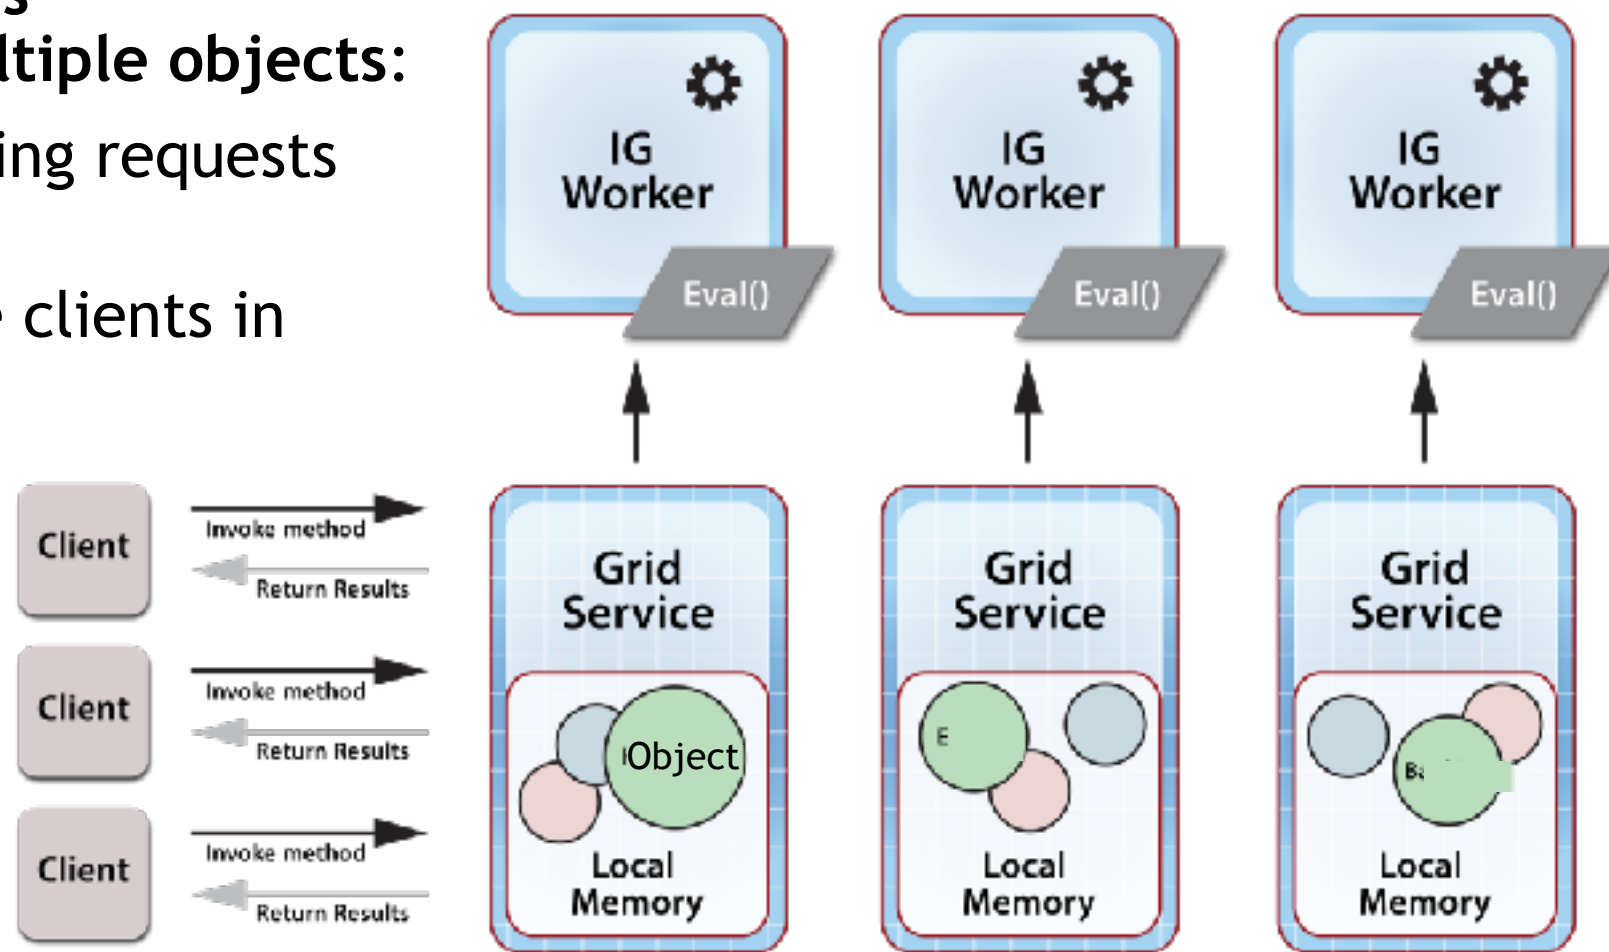 ltiple objects:
ing requests
clients in
IG
Worker
Eval()
IG
Worker
Eval()
IG
Worker
Eval()
Client
Invoke method
Return Results
Client
Invoke method
Return Results
Client
Invoke method
Return Results
Grid
Service
Object
Local
Memory
Grid
Service
E
Local
Memory
Grid
Service
Local
Memory